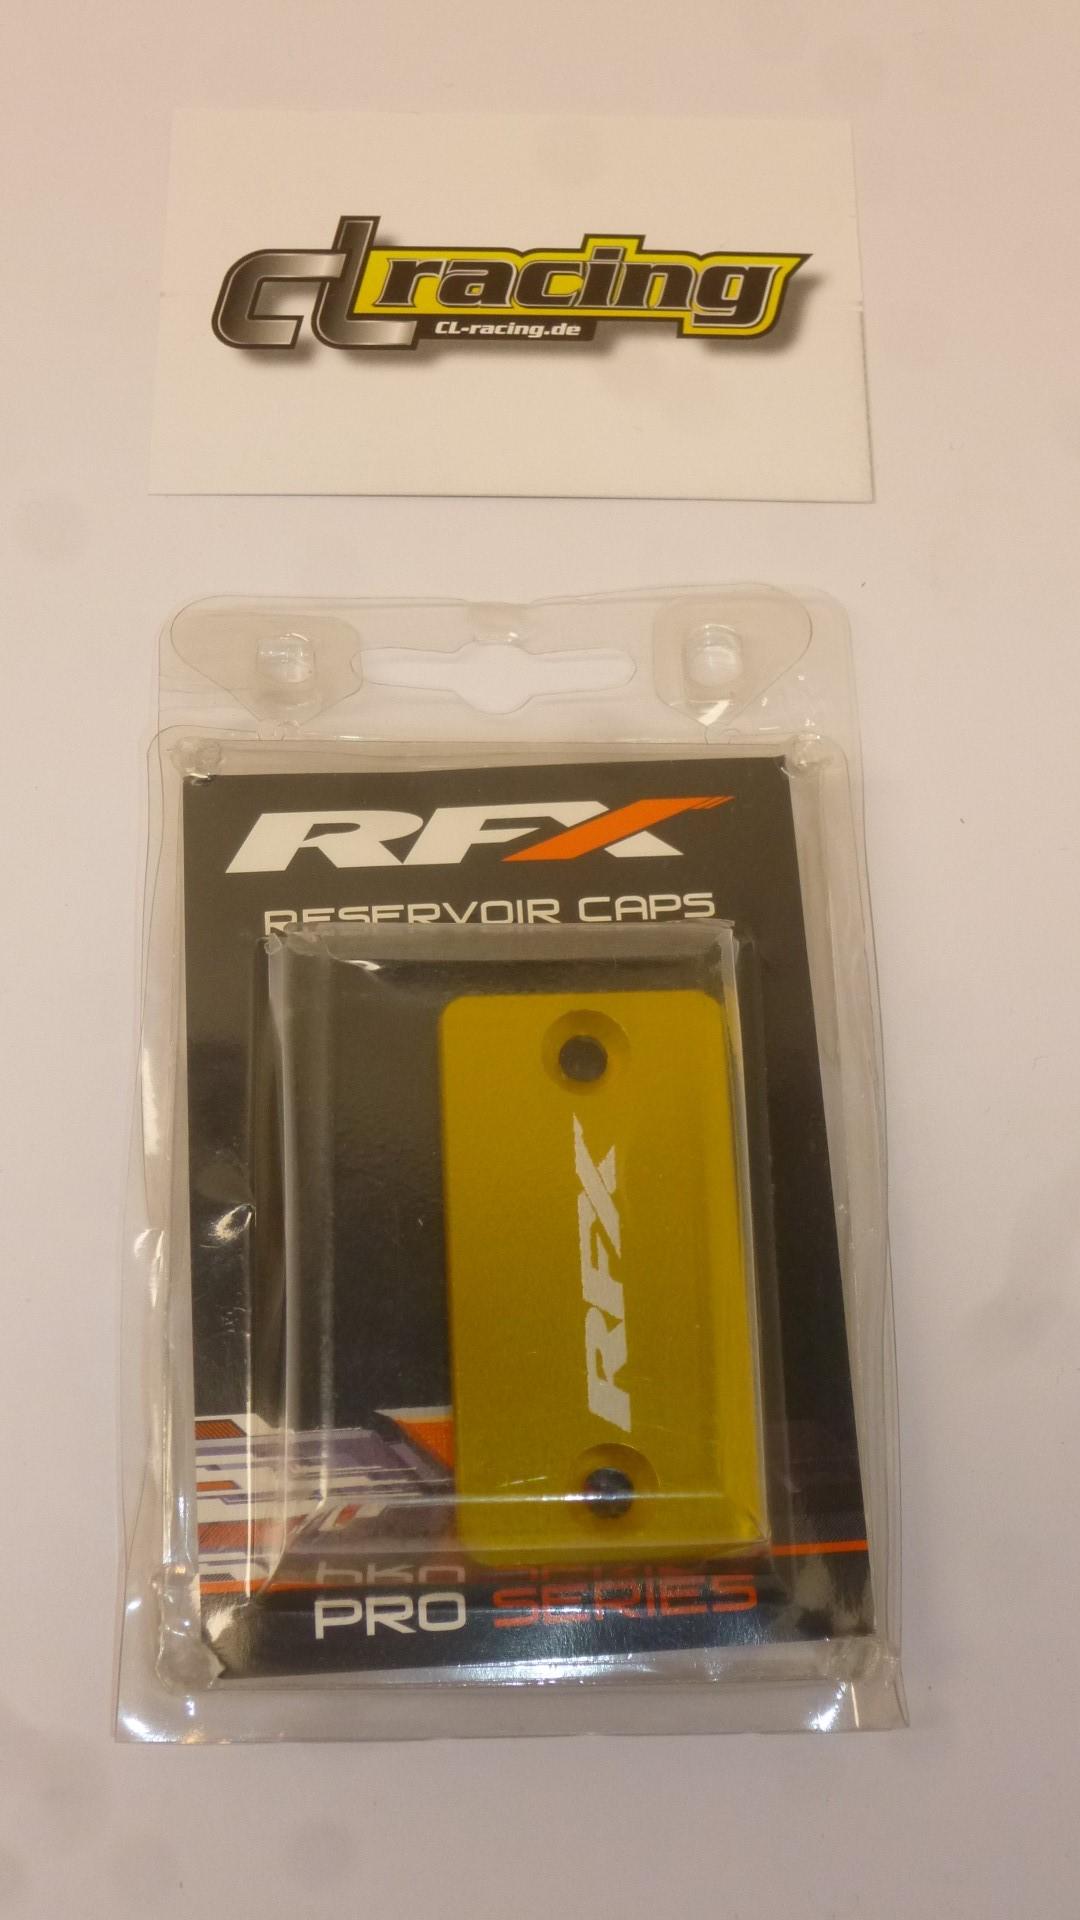 CL racing
CL-racing.de
RFX
RESERVOIR CAPS
RFX
PRO SERIES